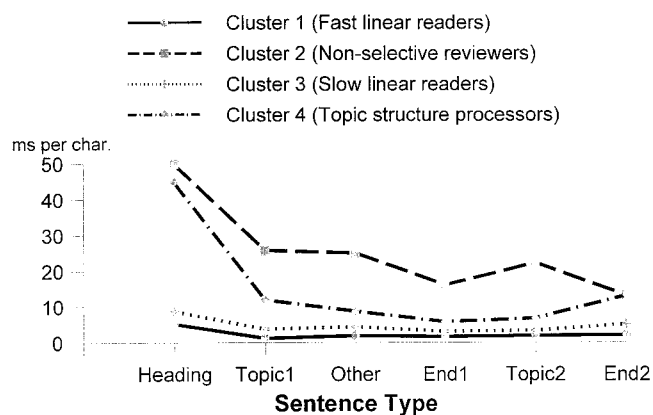 Cluster 1 (Fast linear readers)
Cluster 2 (Non-selective reviewers)
Cluster 3 (Slow linear readers)
Cluster 4 (Topic structure processors)
ms per char.
50
40
30
20
10
0
Heading Topic1 Other End1 Topic2 End2
Sentence Type